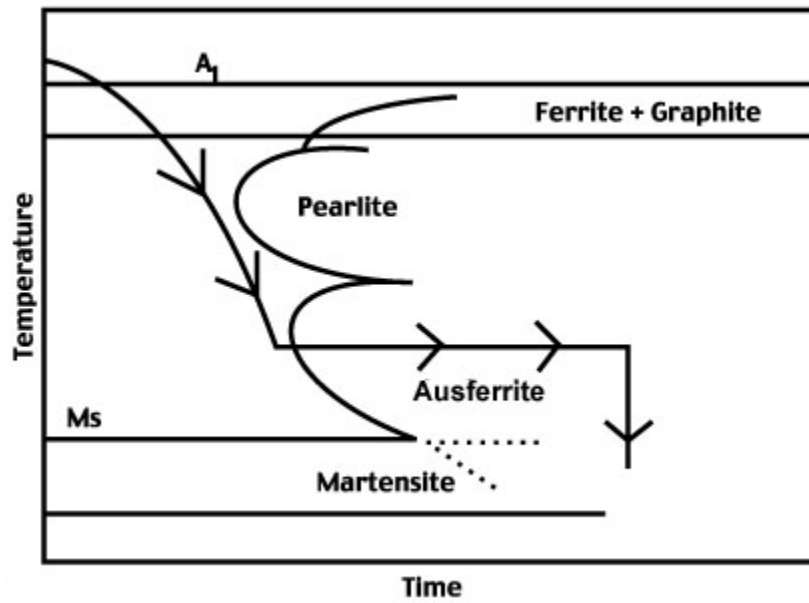 A1
Ferrite + Graphite
Pearlite
Temperature
Ausferrite
Ms
Martensite
Time